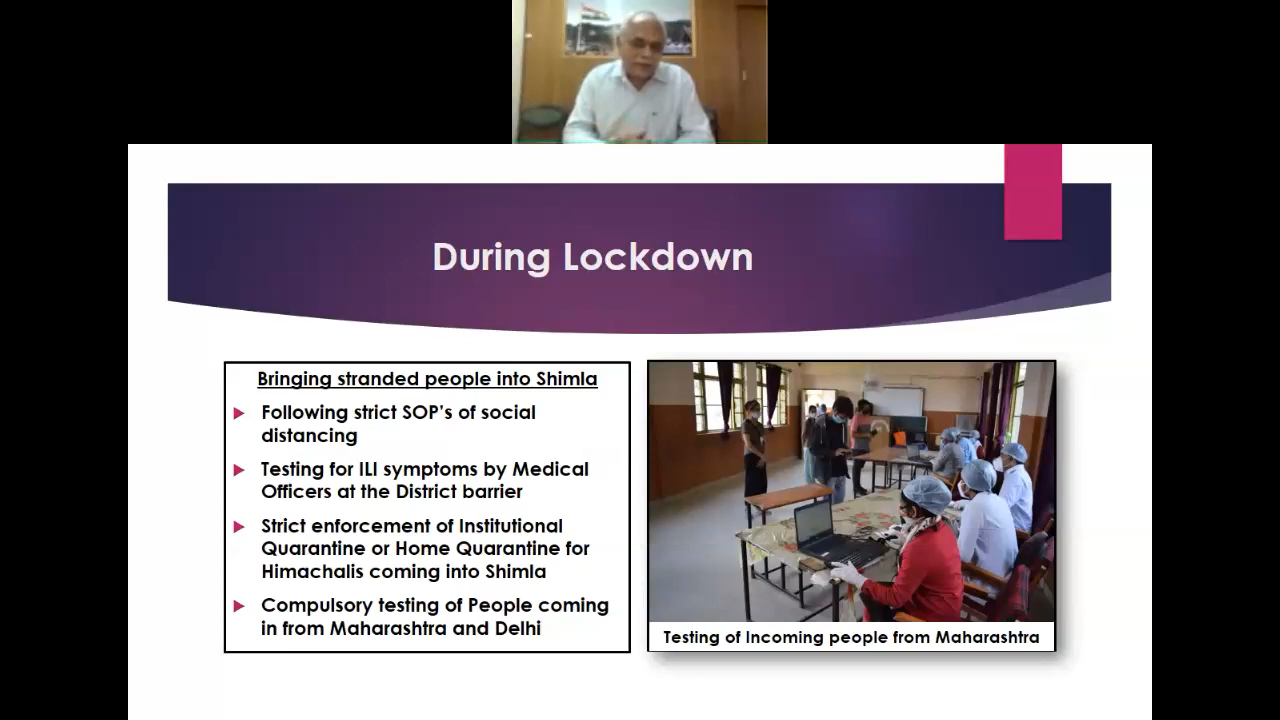 During Lockdown
Bringing stranded people into Shimla
Following strict SOP's of social
distancing
Testing for ILI symptoms by Medical
Officers at the District barrier
Strict enforcement of Institutional
Quarantine or Home Quarantine for
Himachalis coming into Shimla
Compulsory testing of People coming
in from Maharashtra and Delhi
Testing of Incoming people from Maharashtra